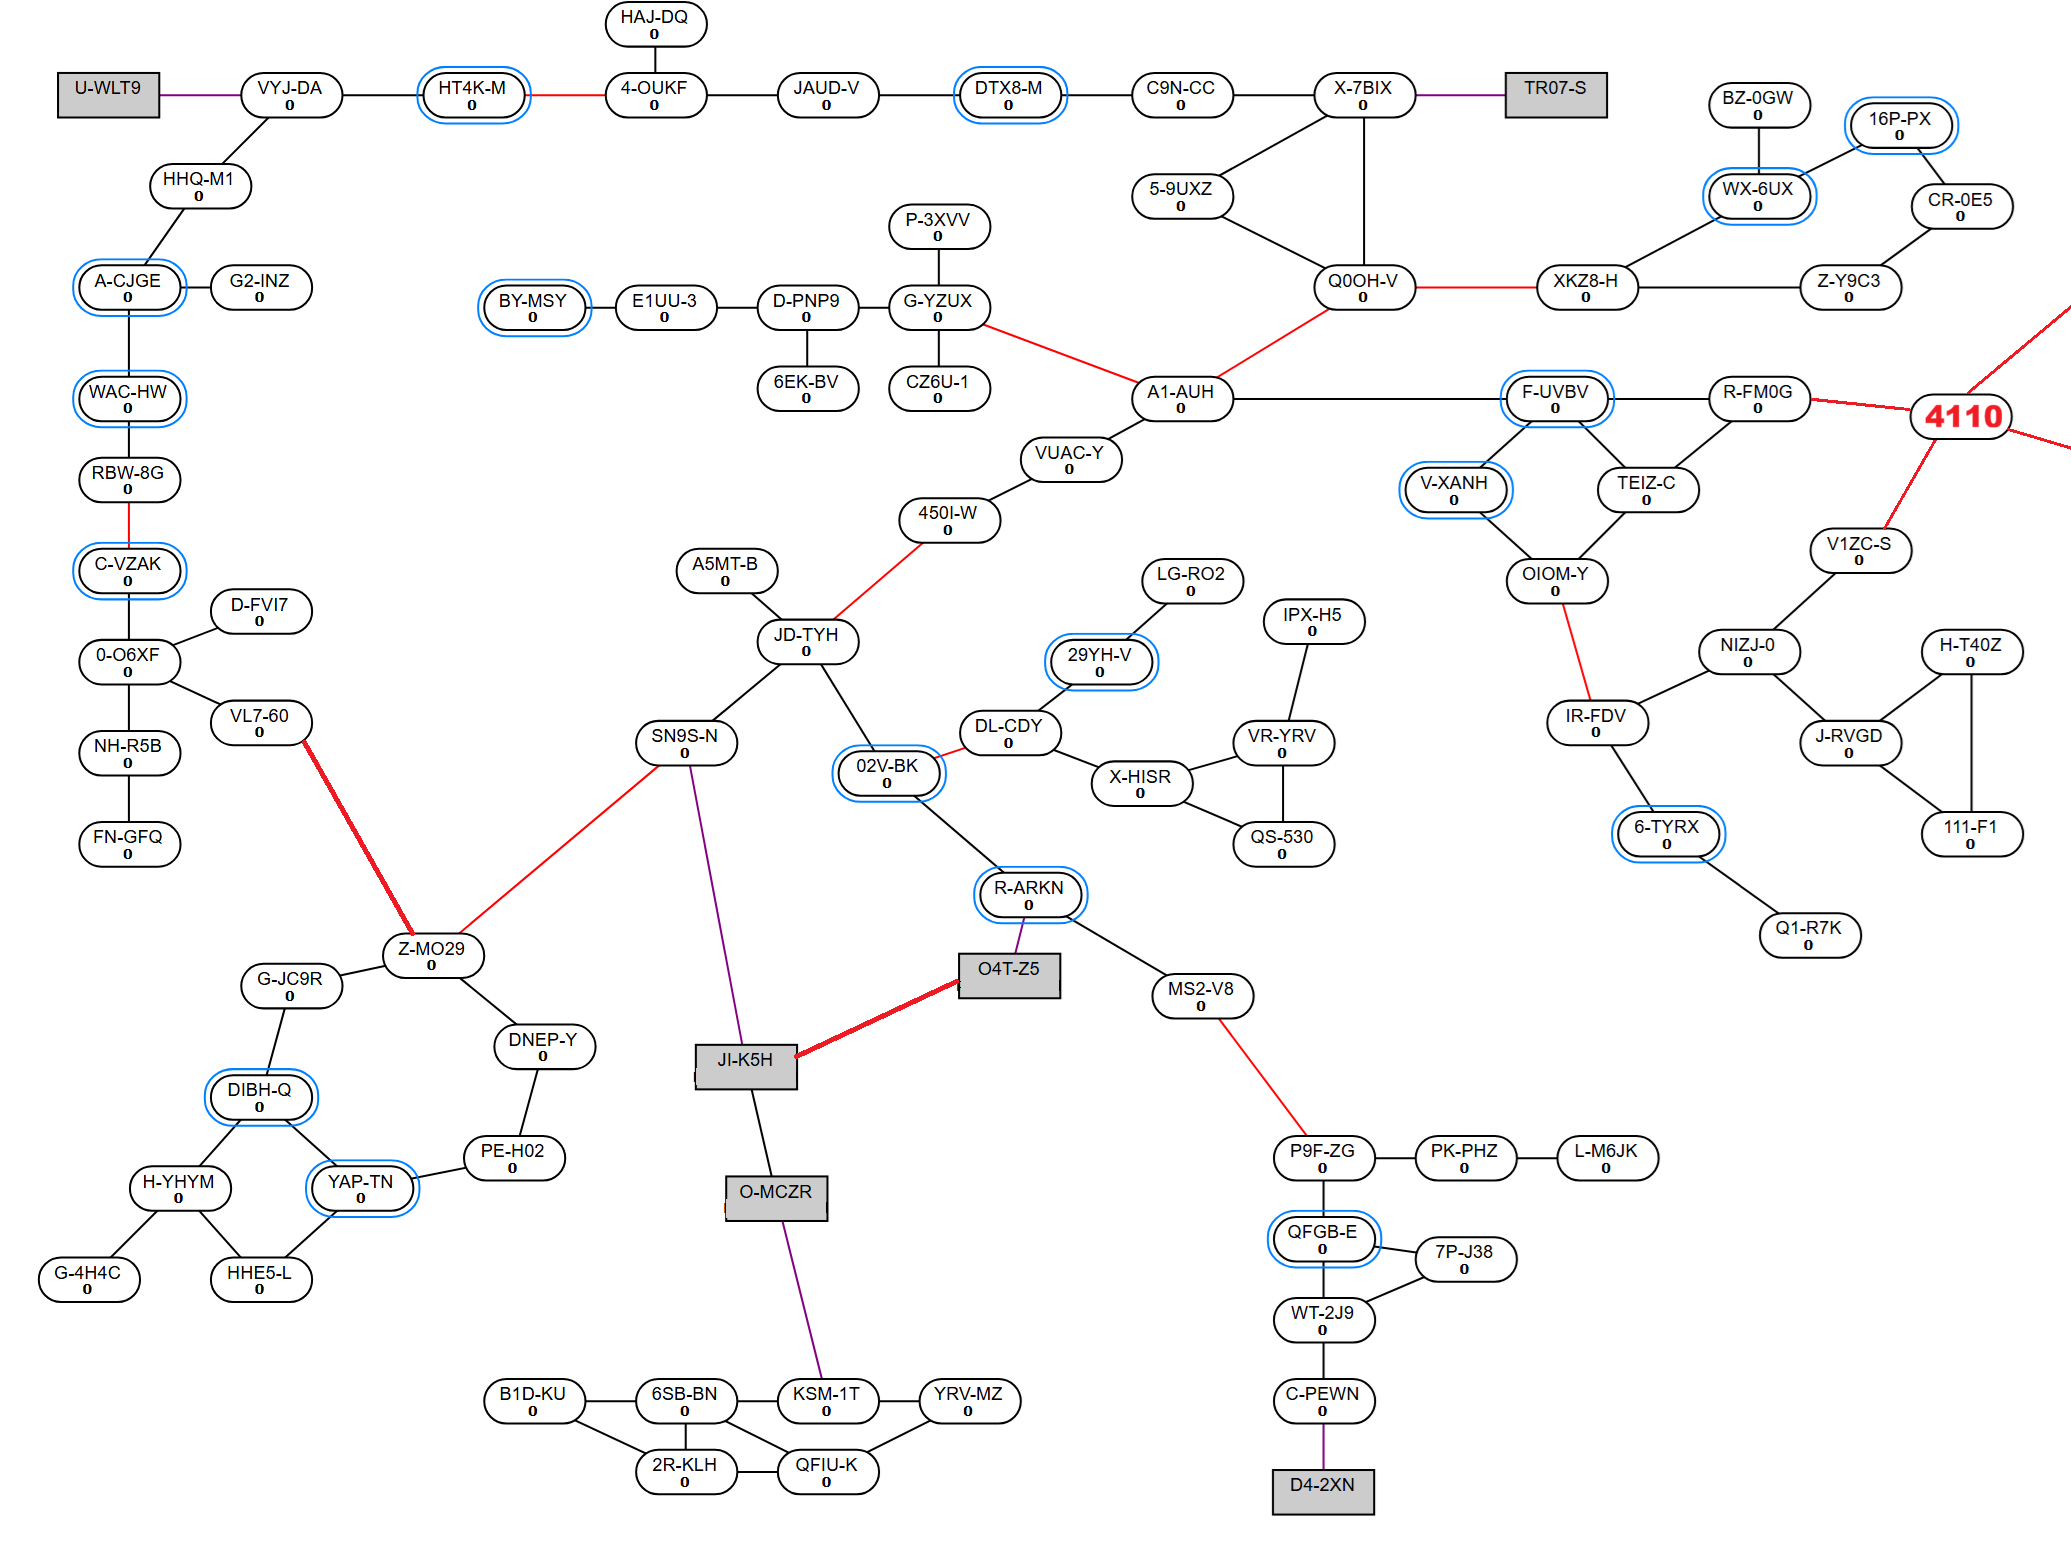 HAJ-DQ
0
U-WLT9
VYJ-DA
0
HT4K-M
0
4-OUKF
0
JAUD-V
0
DTX8-M
0
C9N-CC
0
X-7BIX
0
TR07-S
BZ-0GW
0
16P-PX
0
HHQ-M1
0
5-9UXZ
0
WX-6UX
0
CR-0E5
0
P-3XVV
0
A-CJGE
0
G2-INZ
0
BY-MSY
0
E1UU-3
0
D-PNP9
0
G-YZUX
0
Q0OH-V
0
XKZ8-H
0
Z-Y9C3
0
WAC-HW
0
6EK-BV
0
CZ6U-1
0
A1-AUH
0
F-UVBV
0
R-FM0G
0
4110
VUAC-Y
0
RBW-8G
0
V-XANH
0
TEIZ-C
0
450I-W
0
V1ZC-S
0
C-VZAK
0
A5MT-B
0
LG-RO2
0
OIOM-Y
0
D-FVI7
0
IPX-H5
0
JD-TYH
0
0-O6XF
0
29YH-V
0
NIZJ-0
0
H-T40Z
0
VL7-60
0
IR-FDV
0
NH-R5B
0
SN9S-N
0
DL-CDY
0
VR-YRV
0
J-RVGD
0
02V-BK
0
X-HISR
0
FN-GFQ
0
QS-530
0
6-TYRX
0
111-F1
0
R-ARKN
0
Q1-R7K
0
Z-MO29
0
G-JC9R
0
O4T-Z5
MS2-V8
0
DNEP-Y
0
JI-K5H
DIBH-Q
0
PE-H02
0
P9F-ZG
0
PK-PHZ
0
L-M6JK
0
H-YHYM
0
YAP-TN
0
O-MCZR
QFGB-E
0
7P-J38
0
G-4H4C
0
HHE5-L
0
WT-2J9
0
B1D-KU
0
6SB-BN
0
KSM-1T
0
YRV-MZ
0
C-PEWN
0
2R-KLH
0
QFIU-K
0
D4-2XN